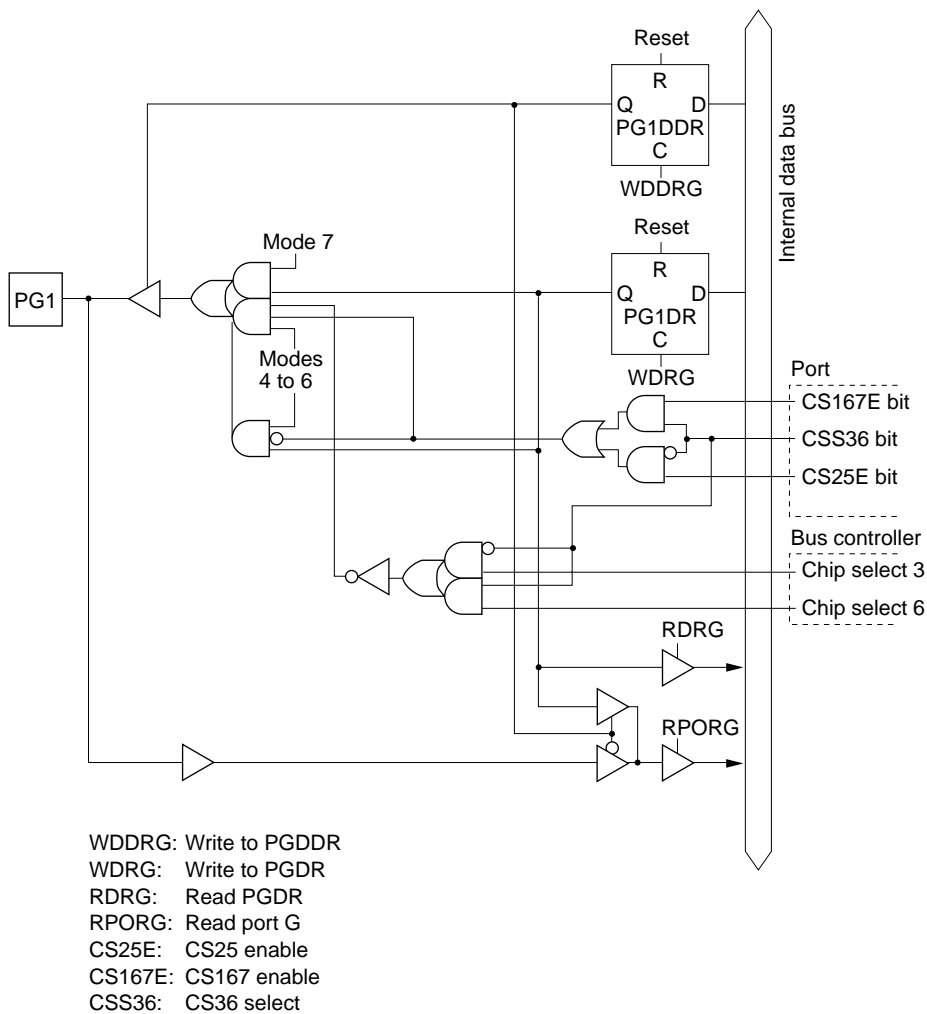 Reset
R
Q D
PG1DDR
C
WDDRG
Internal data bus
Reset
Mode 7
R
PG1
Q D
PG1DR
C
WDRG
Modes
4 to 6
Port
CS167E bit
CSS36 bit
CS25E bit
Bus controller
Chip select 3
Chip select 6
RDRG
RPORG
WDDRG: Write to PGDDR
WDRG: Write to PGDR
RDRG: Read PGDR
RPORG: Read port G
CS25E: CS25 enable
CS167E: CS167 enable
CSS36: CS36 select